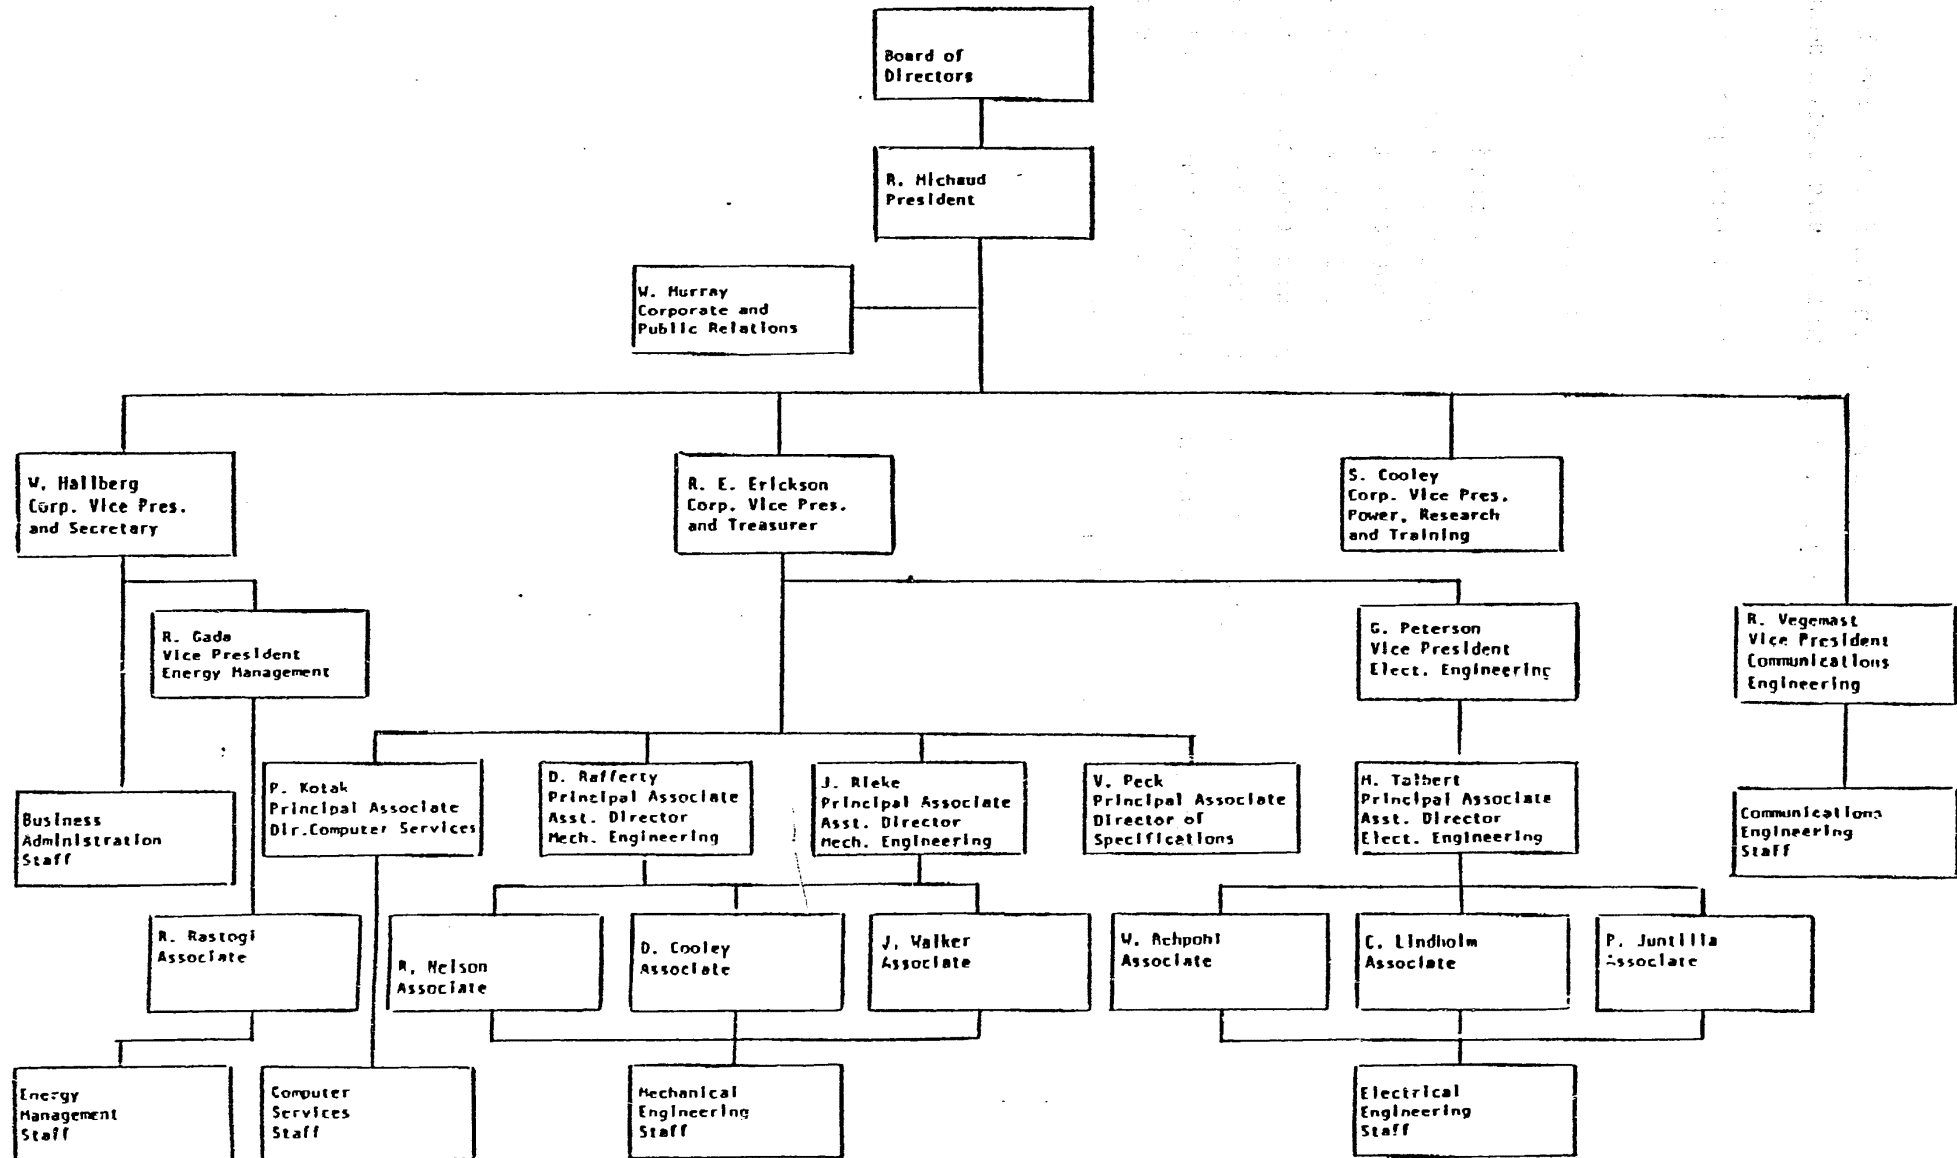 Board of
Directors
R. Michaud
President
W. Murray
Corporate and
Public Relations
W. Hallberg
Corp. Vice Pres.
and Secretary
R. E. Erickson
Corp. Vice Pres.
and Treasurer
S. Cooley
Corp. Vice Pres.
Power, Research
and Training
R. Gada
Vice President
Energy Management
G. Peterson
Vice President
Elect. Engineering
R. Vegemast
Vice President
Communications
Engineering
P. Kotak
Principal Associate
Dir.Computer Services
D. Rafferty
Principal Associate
Asst. Director
Mech. Engineering
J. Rieke
Principal Associate
Asst. Director
Mech. Engineering
V. Peck
Principal Associate
Director of
Specifications
M. Talbert
Principal Associate
Asst. Director
Elect. Engineering
Business
Administration
Staff
Communications
Engineering
Staff
R. Rastogi
Associate
R. Nelson
Associate
D. Cooley
Associate
J. Walker
Associate
W. Achpohl
Associate
C. Lindholm
Associate
P. Juntilla
Associate
Energy
Management
Staff
Computer
Services
Staff
Mechanical
Engineering
Staff
Electrical
Engineering
Staff